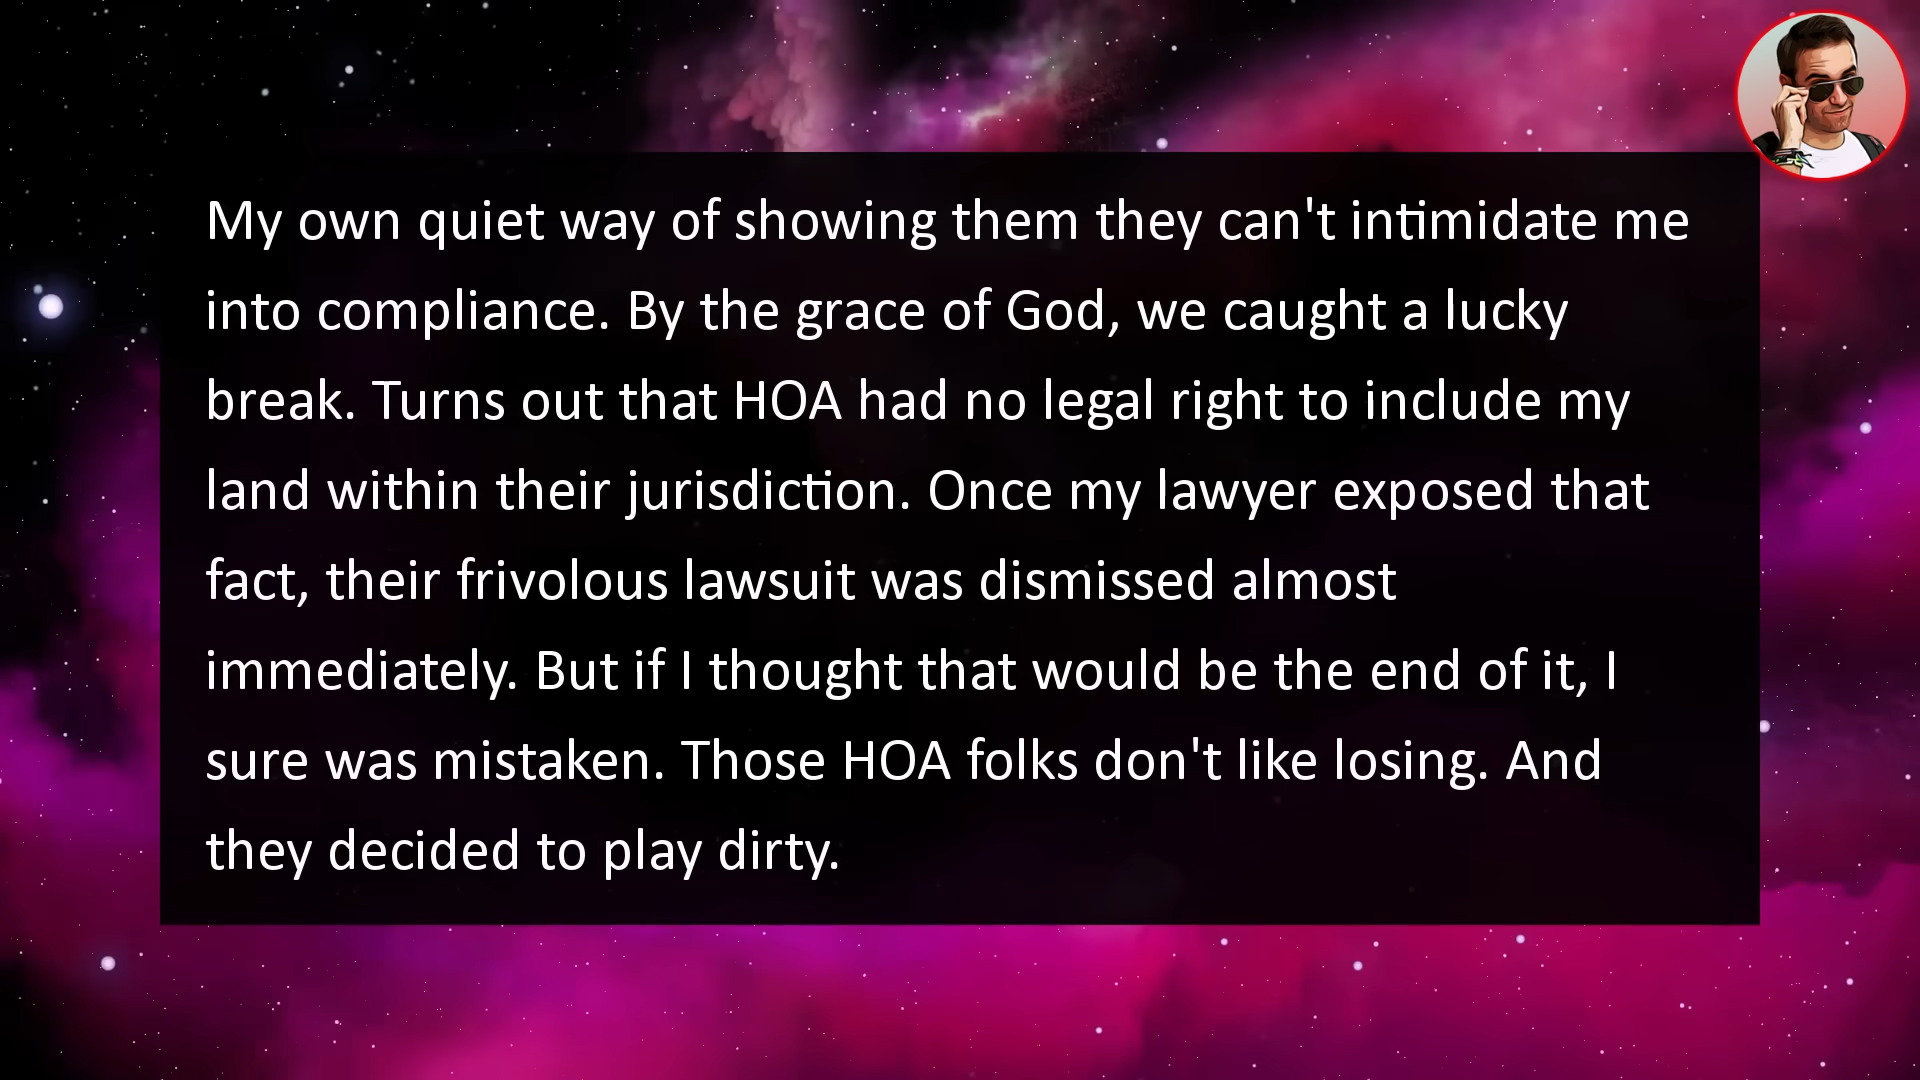 My own quiet way of showing them they can't intimidate me
into compliance. By the grace of God, we caught a lucky
break. Turns out that HOA had no legal right to include my
land within their jurisdiction. Once my lawyer exposed that
fact, their frivolous lawsuit was dismissed almost
immediately. But if I thought that would be the end of it, I
sure was mistaken. Those HOA folks don't like losing. And
they decided to play dirty.